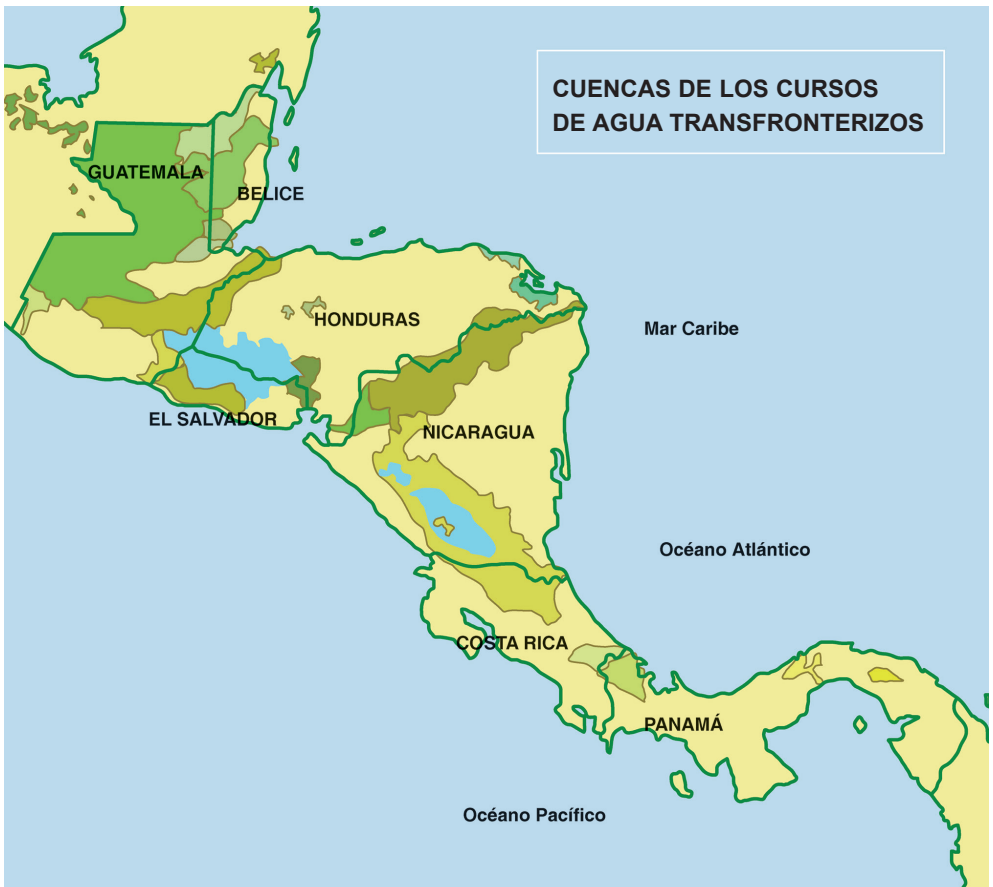 CUENCAS DE LOS CURSOS
DE AGUA TRANSFRONTERIZOS
GUATEMALA
BELICE
HONDURAS
Mar Caribe
EL SALVADOR
NICARAGUA
Océano Atlántico
COSTA RICA
PANAMÁ
Océano Pacífico